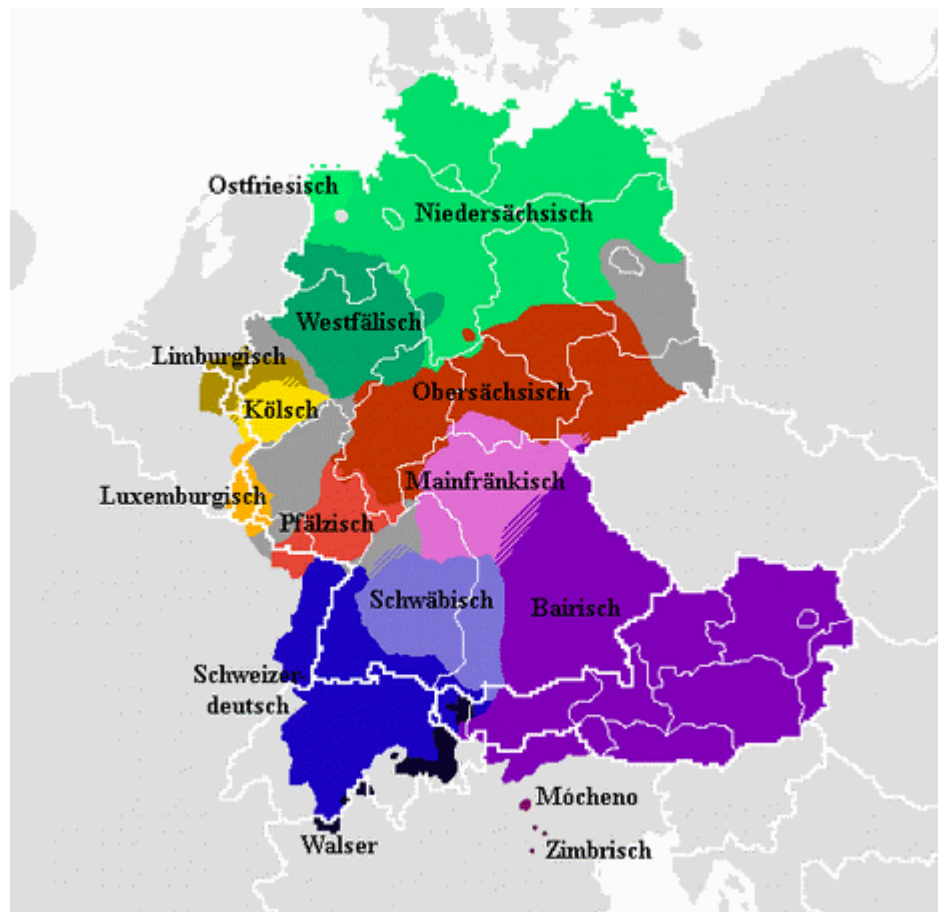 Ostfriesisch
Niedersächsisch
Westfälisch
Limburgisch
Kölsch
Obersächsisch
Mainfränkisch
Luxemburgisch
Pfälzisch
Schwäbisch
Bairisch
Schweizer-
deutsch
Mócheno
Walser
Zimbrisch